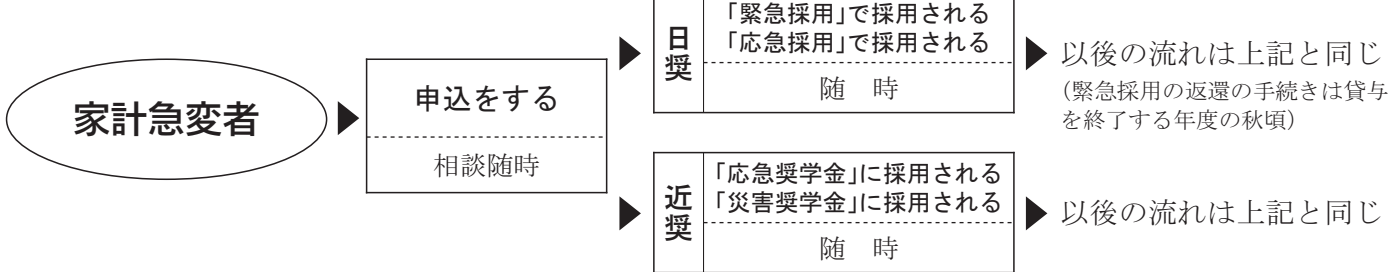 家計急変者
申込をする
相談随時
日奨
「緊急採用」で採用される
「応急採用」で採用される
随　時
以後の流れは上記と同じ
（緊急採用の返還の手続きは貸与
を終了する年度の秋頃）
近奨
「応急奨学金」に採用される
「災害奨学金」に採用される
随　時
以後の流れは上記と同じ